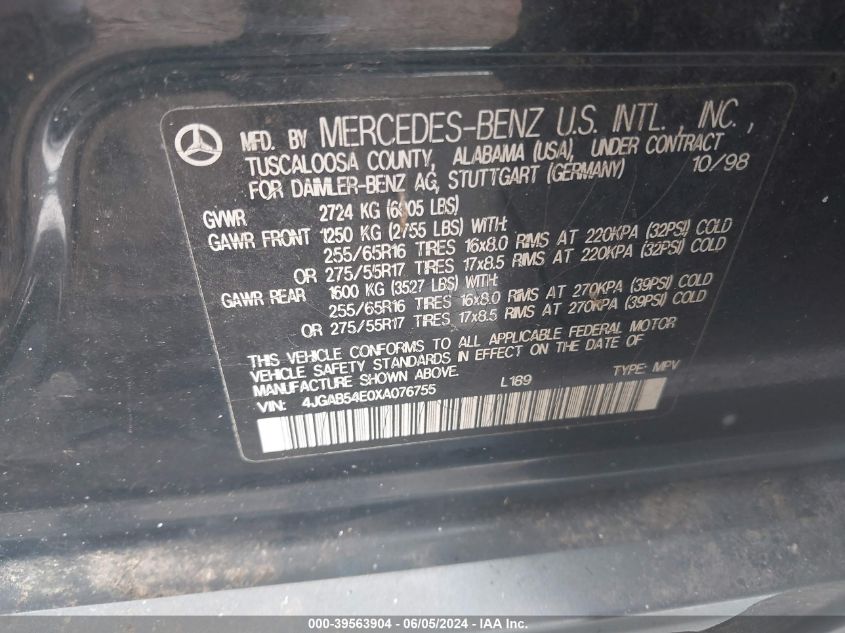 MFD. BY MERCEDES-BENZ U.S. INTL., INC.,
TUSCALOOSA COUNTY, ALABAMA (USA), UNDER CONTRACT
FOR DAIMLER-BENZ AG, STUTTGART (GERMANY) 10/98
GVWR 2724 KG (6005 LBS)
GAWR FRONT 1250 KG (2755 LBS) WITH:
255/65R16 TIRES 16x8.0 RIMS AT 220KPA (32PSI) COLD
OR 275/55R17 TIRES 17x8.5 RIMS AT 220KPA (32PSI) COLD
GAWR REAR 1600 KG (3527 LBS) WITH:
255/65R16 TIRES 16x8.0 RIMS AT 270KPA (39PSI) COLD
OR 275/55R17 TIRES 17x8.5 RIMS AT 270KPA (39PSI) COLD
THIS VEHICLE CONFORMS TO ALL APPLICABLE FEDERAL MOTOR
VEHICLE SAFETY STANDARDS IN EFFECT ON THE DATE OF
MANUFACTURE SHOWN ABOVE.
VIN: 4JGAB54E0XA076755 L189 TYPE: MPV
000-39563904 - 06/05/2024 - IAA Inc.